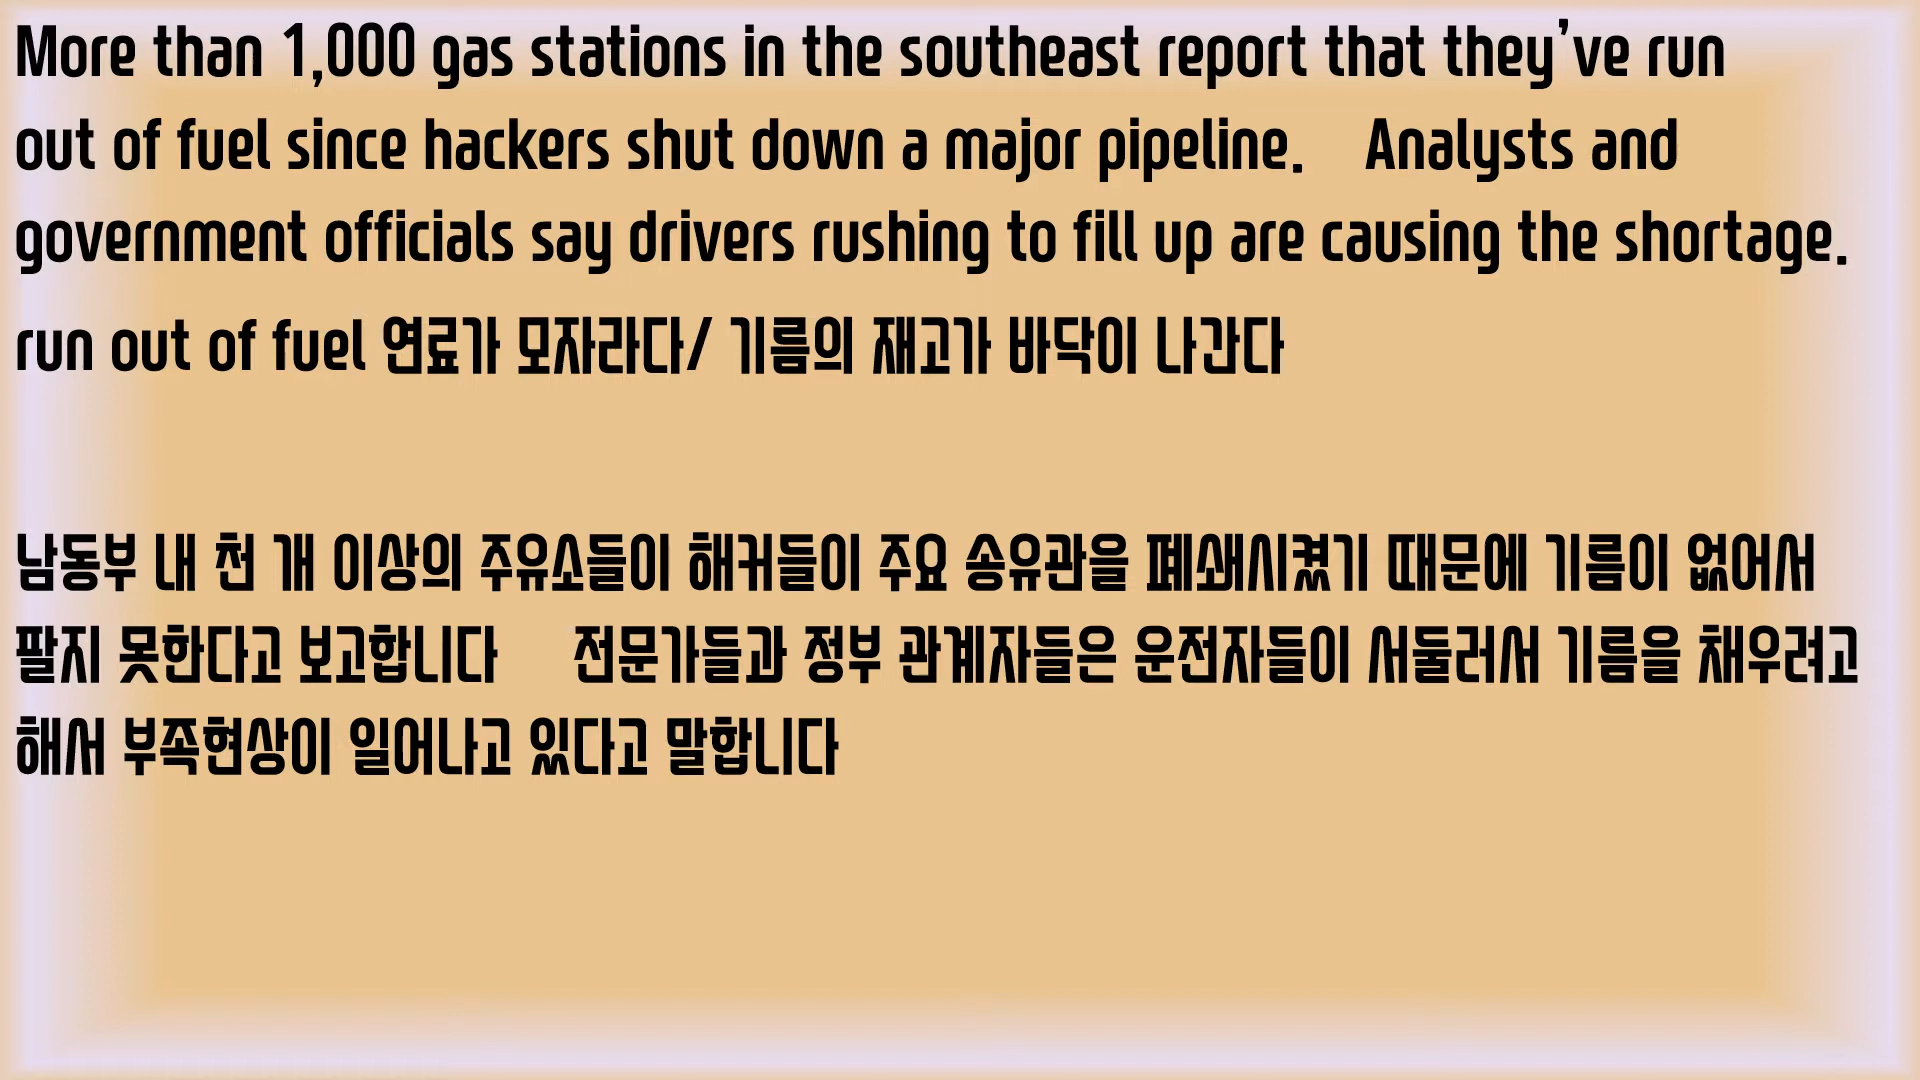 More than 1,000 gas stations in the southeast report that they've run
out of fuel since hackers shut down a major pipeline. Analysts and
government officials say drivers rushing to fill up are causing the shortage.
run out of fuel 연료가 모자라다/ 기름의 재고가 바닥이 나간다
남동부 내 천 개 이상의 주유소들이 해커들이 주요 송유관을 폐쇄시켰기 때문에 기름이 없어서
팔지 못한다고 보고합니다 전문가들과 정부 관계자들은 운전자들이 서둘러서 기름을 채우려고
해서 부족현상이 일어나고 있다고 말합니다